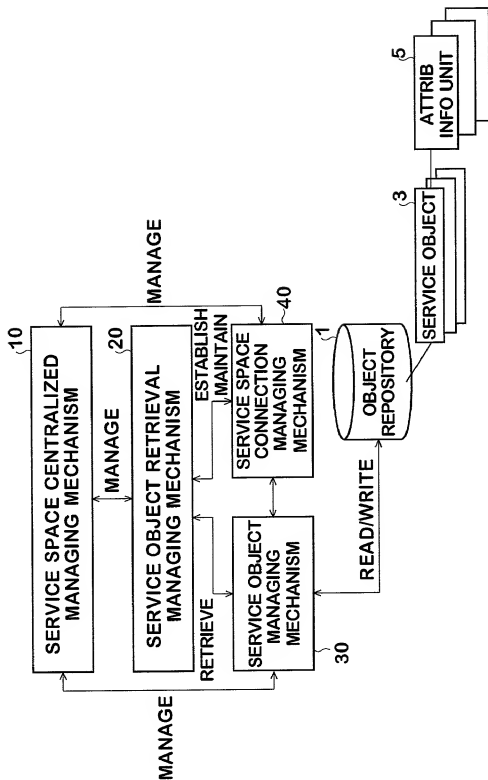 10
SERVICE SPACE CENTRALIZED
MANAGING MECHANISM
MANAGE
MANAGE
MANAGE
20
SERVICE OBJECT RETRIEVAL
MANAGING MECHANISM
RETRIEVE
ESTABLISH
MAINTAIN
SERVICE OBJECT
MANAGING
MECHANISM
30
SERVICE SPACE
CONNECTION
MANAGING
MECHANISM
40
READ/WRITE
1
OBJECT
REPOSITORY
3
SERVICE OBJECT
5
ATTRIB
INFO UNIT